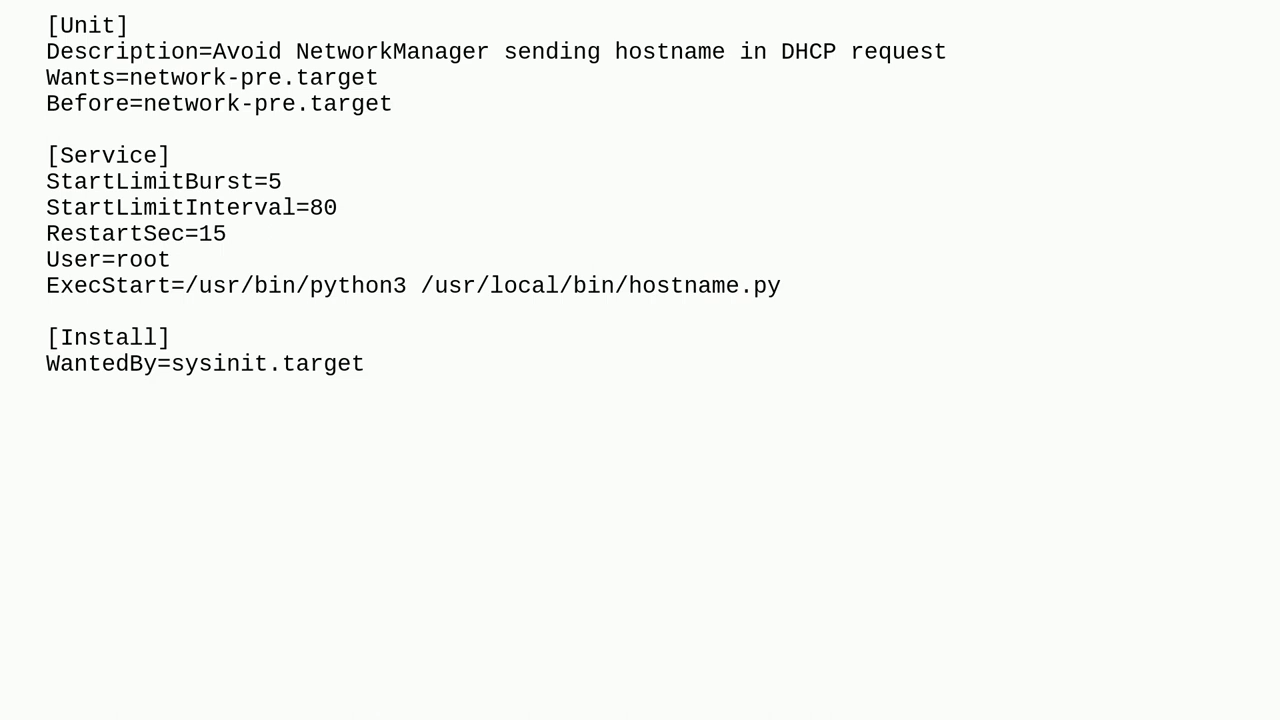 [Unit]
Description=Avoid NetworkManager sending hostname in DHCP request
Wants=network-pre.target
Before=network-pre.target

[Service]
StartLimitBurst=5
StartLimitInterval=80
RestartSec=15
User=root
ExecStart=/usr/bin/python3 /usr/local/bin/hostname.py

[Install]
WantedBy=sysinit.target